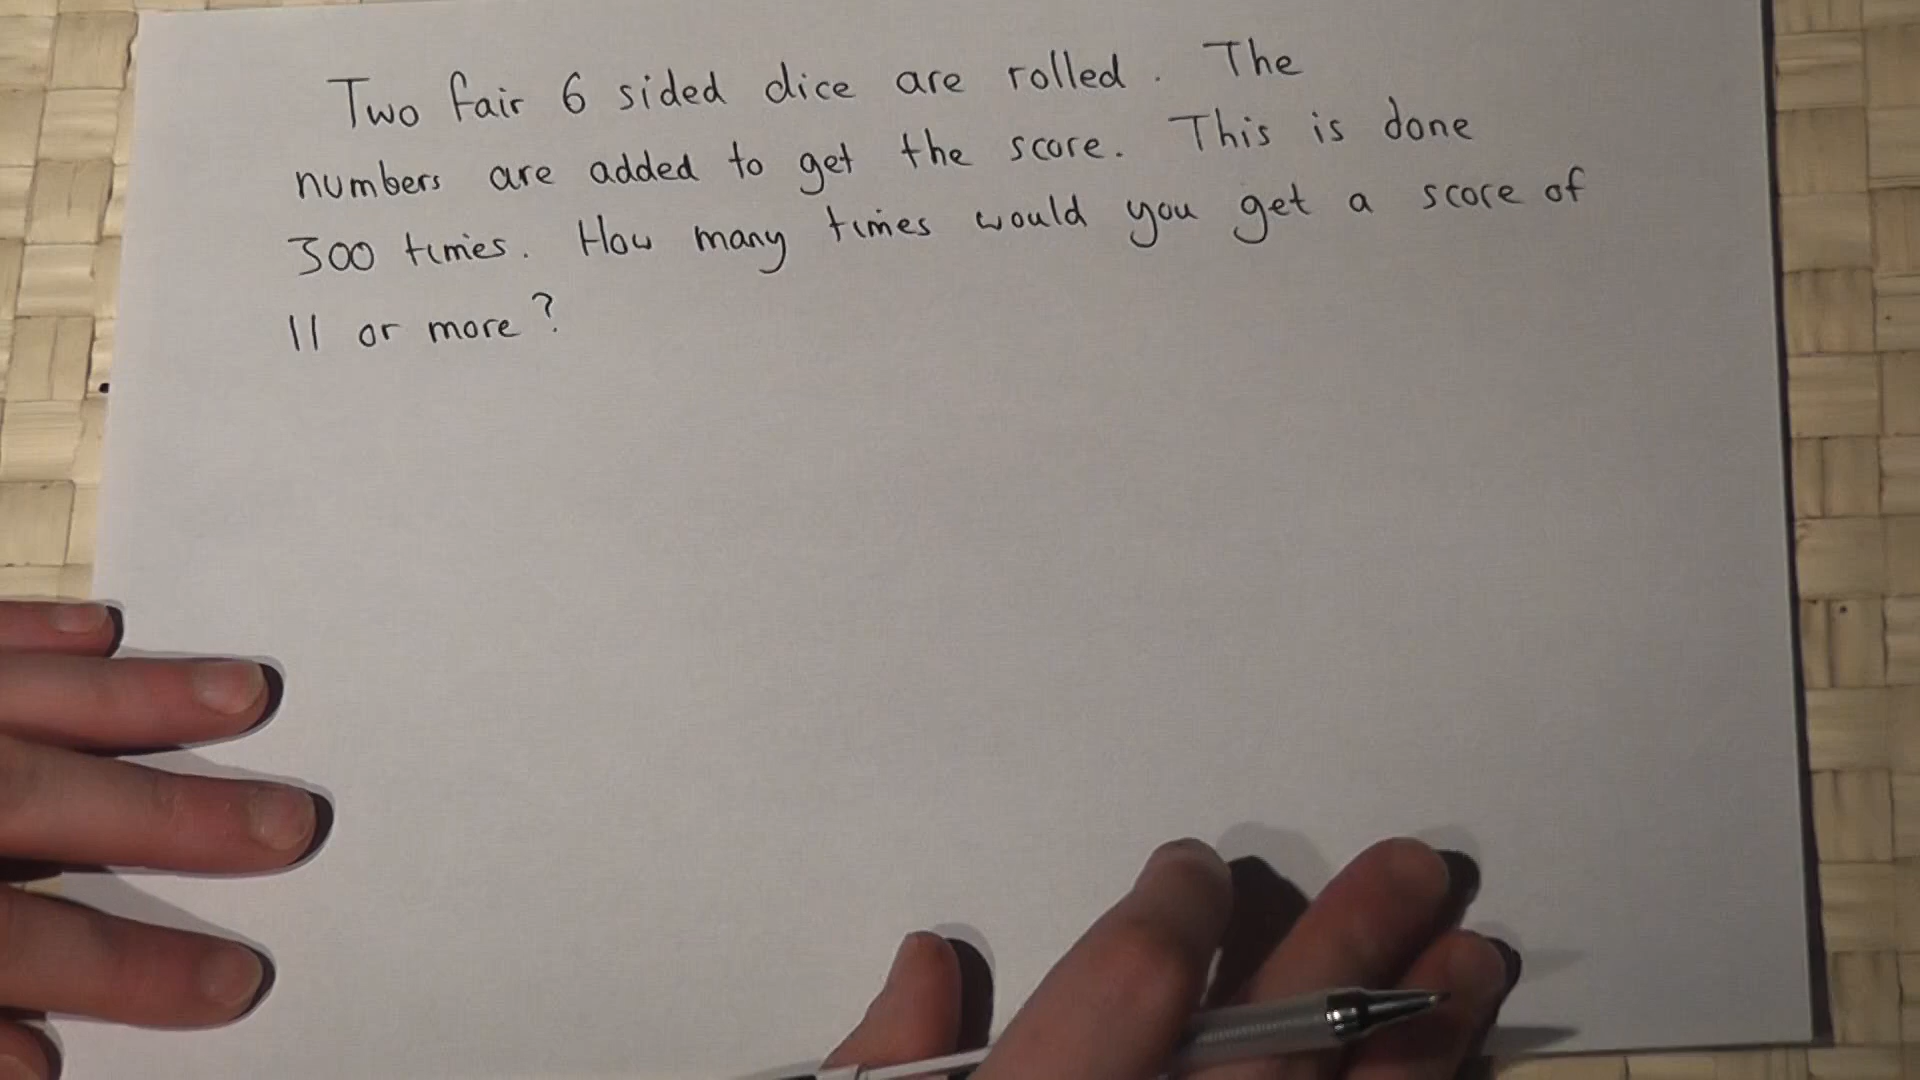 Two fair 6 sided dice are rolled. The
numbers are added to get the score. This is done
300 times. How many times would you get a score of
11 or more?